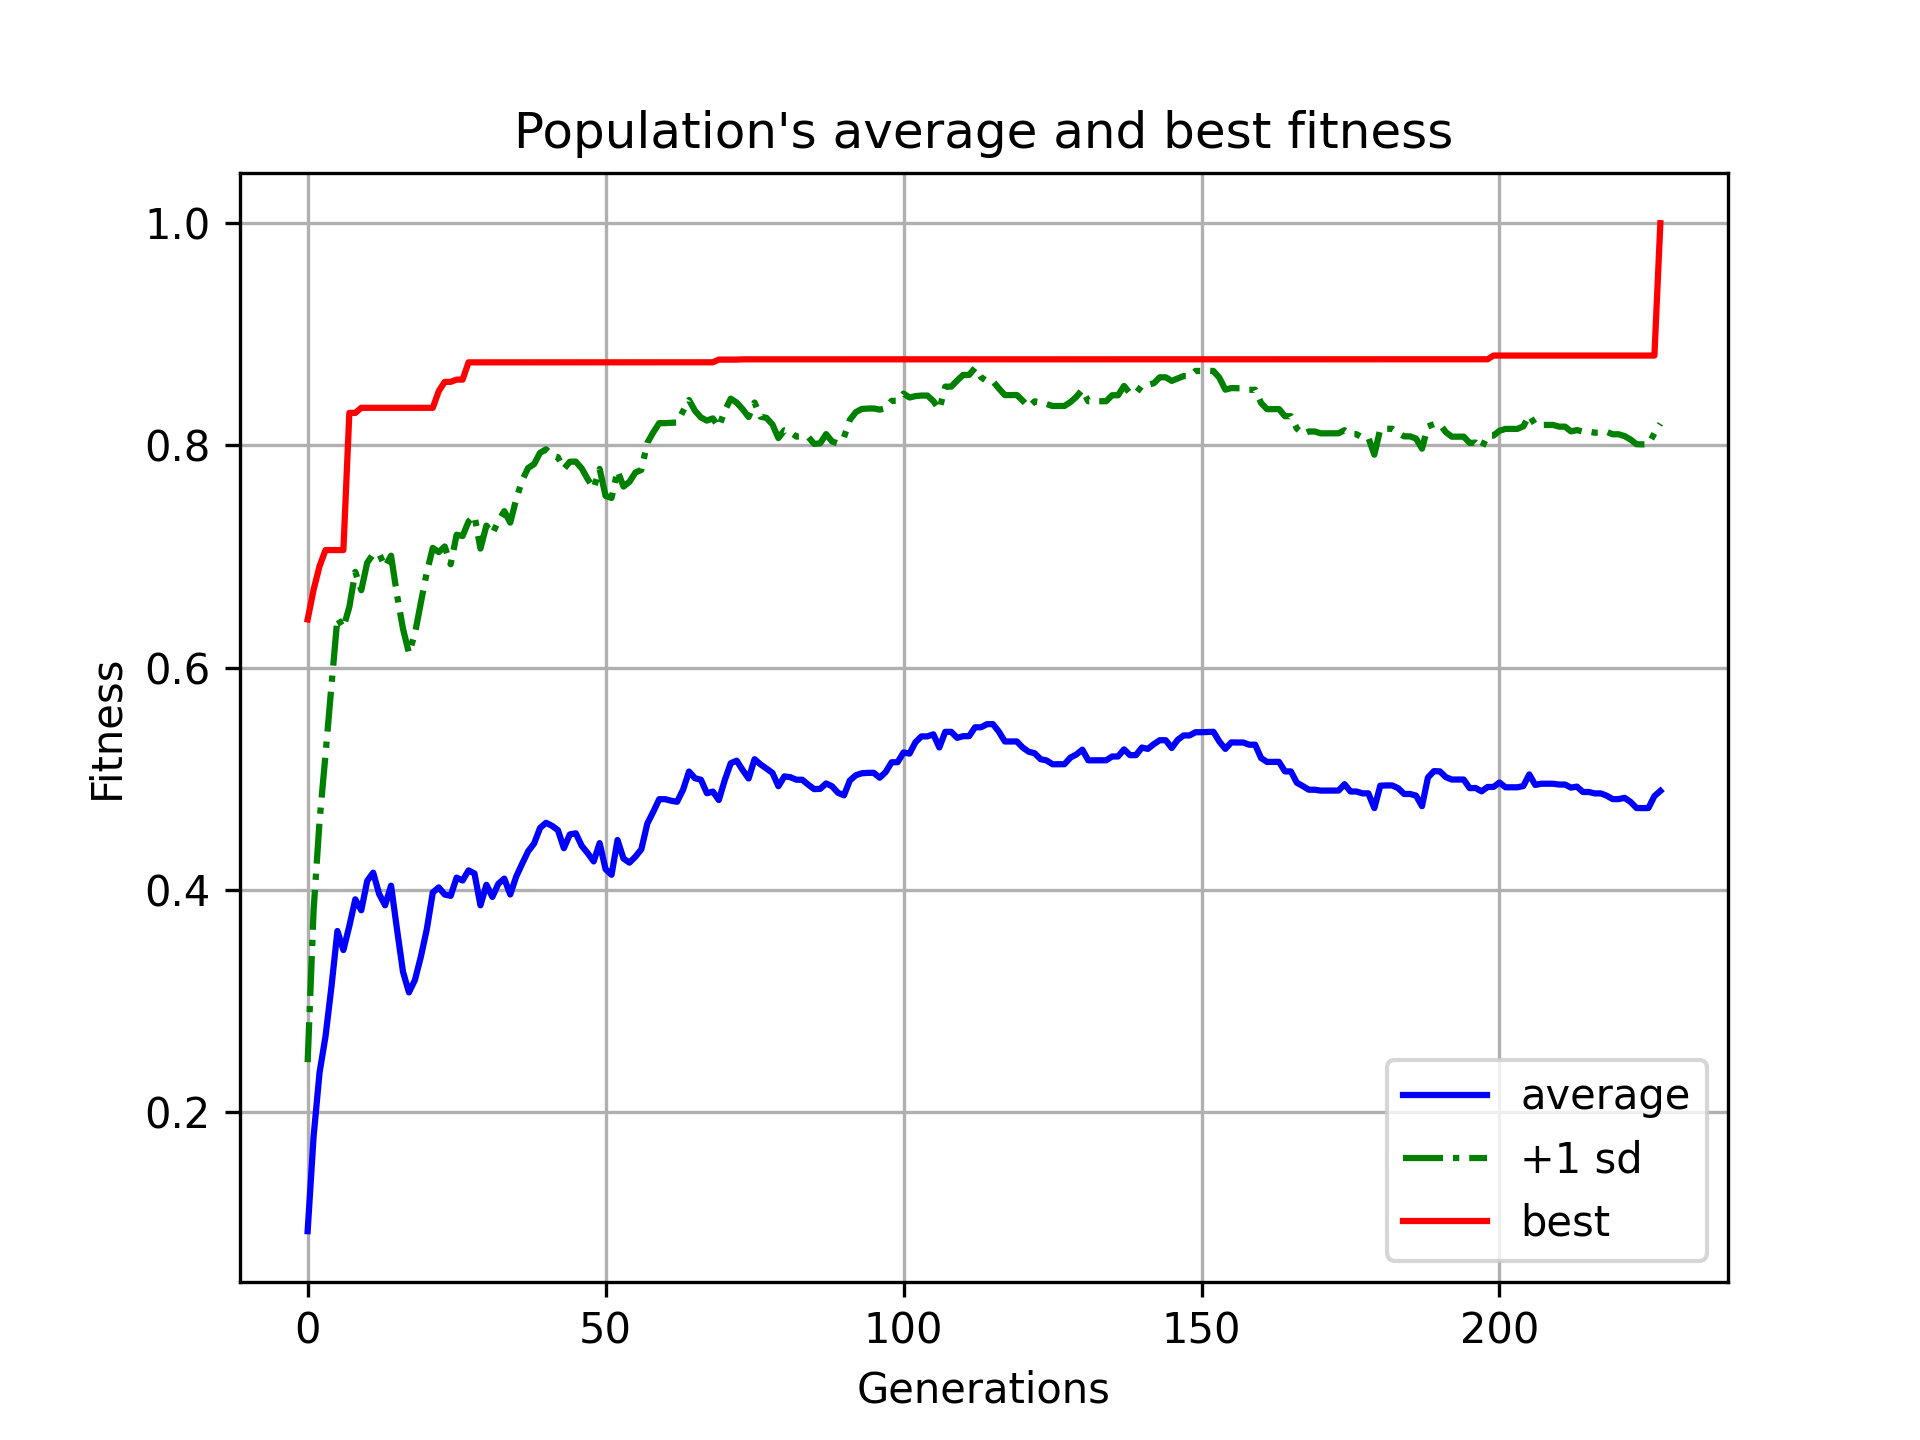 Population's average and best fitness
1.0
0.8
0.6
0.4
0.2
Fitness
0 50 100 150 200
Generations
average
+1 sd
best